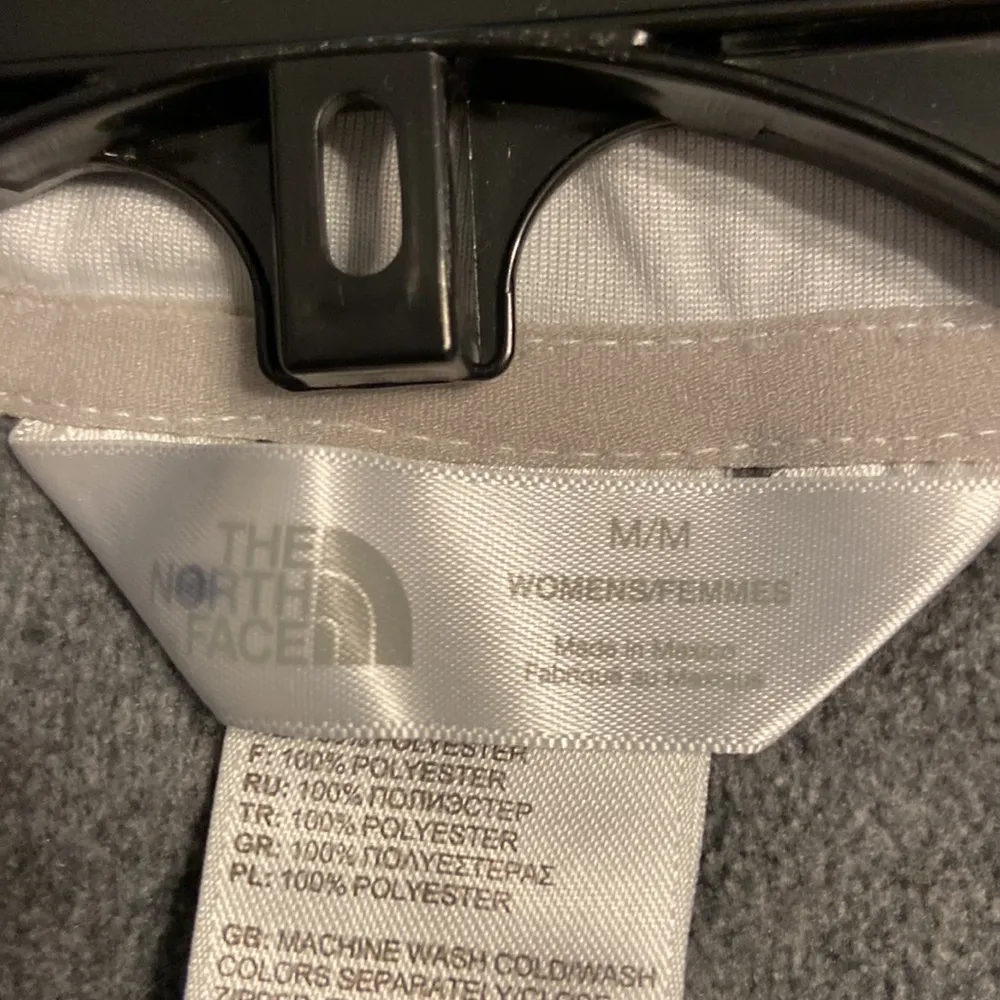 THE
NORTH
FACE
M/M
WOMENS/FEMMES
Made in Mexico
Fabriqué au Mexique
POLYESTER
F: 100% POLYESTER
RU: 100% ПОЛИЭСТЕР
TR: 100% POLYESTER
GR: 100% ΠΟΛΥΕΣΤΕΡΑΣ
PL: 100% POLYESTER
GB: MACHINE WASH COLD/WASH
COLORS SEPARATELY/CLOSE